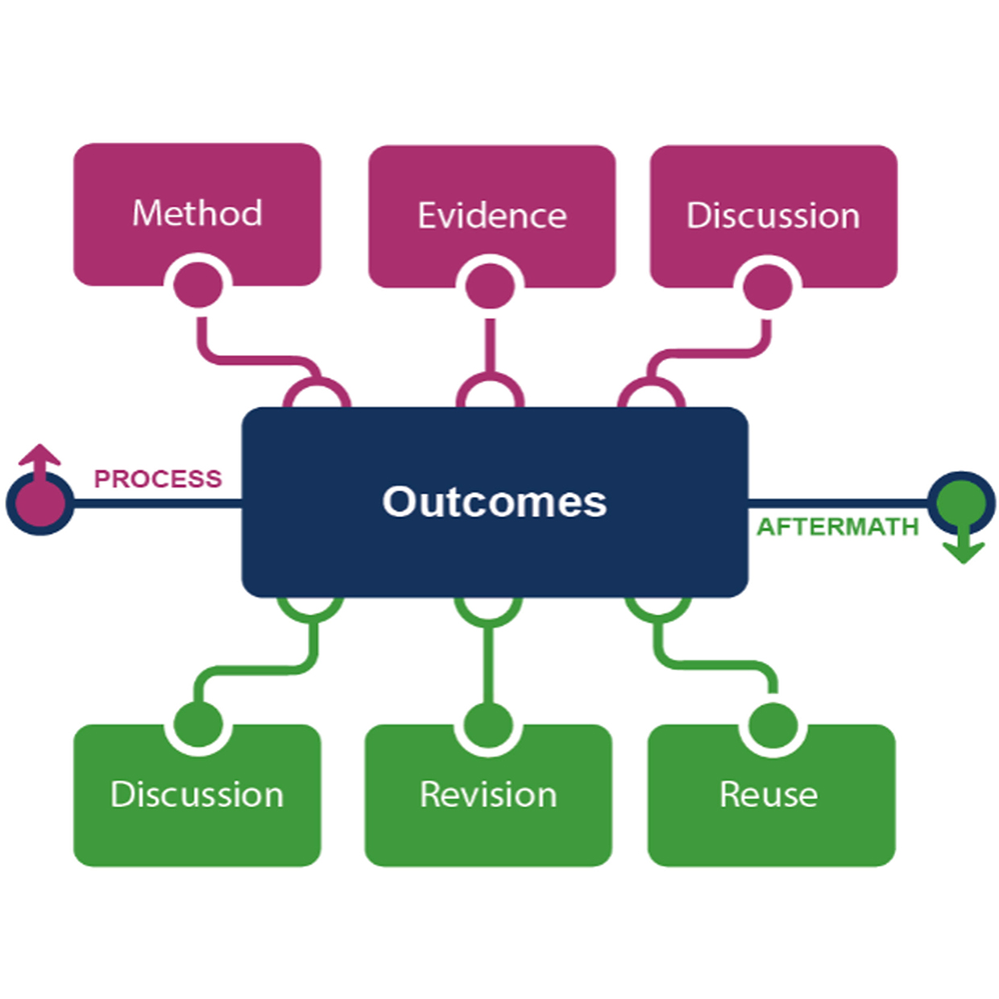 Method
Evidence
Discussion
PROCESS
Outcomes
AFTERMATH
Discussion
Revision
Reuse